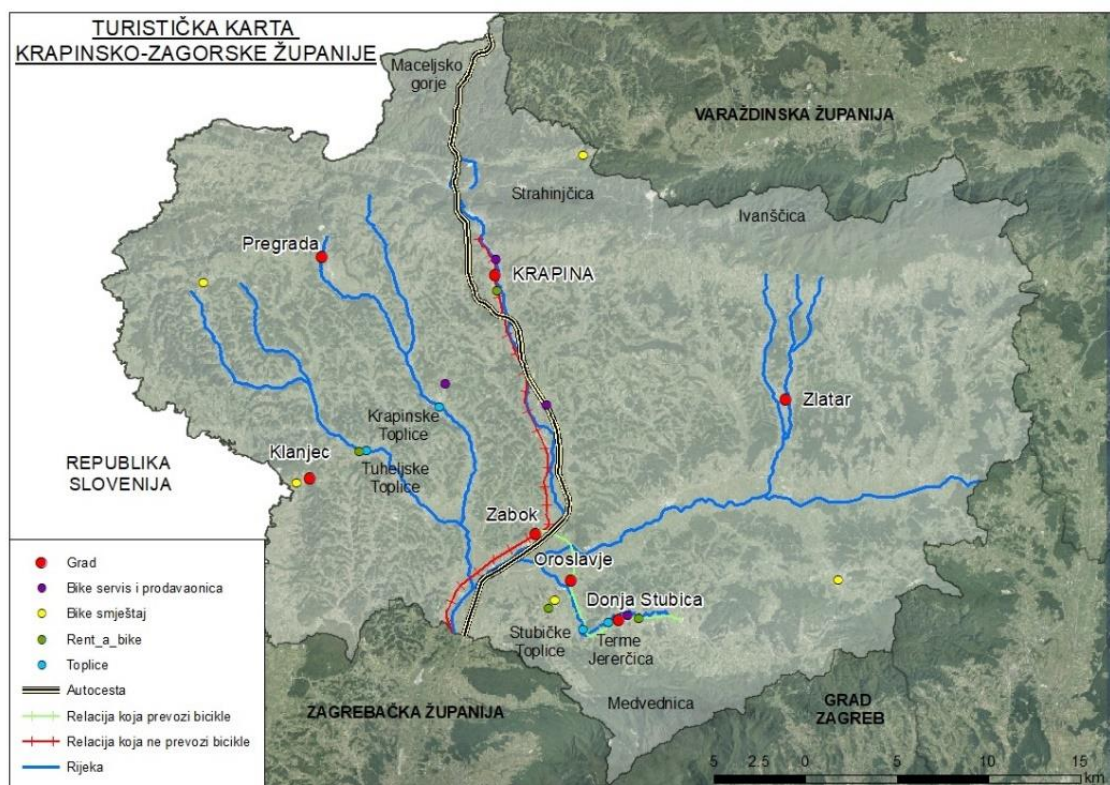 TURISTIČKA KARTA
KRAPINSKO-ZAGORSKE ŽUPANIJE
Maceljsko
gorje
VARAŽDINSKA ŽUPANIJA
Strahinjčica
Ivanščica
Pregrada
KRAPINA
Zlatar
Krapinske
Toplice
Klanjec
Tuheljske
Toplice
REPUBLIKA
SLOVENIJA
Zabok
Oroslavje
Donja Stubica
Stubičke
Toplice
Terme
Jererčica
Medvednica
ZAGREBAČKA ŽUPANIJA
GRAD
ZAGREB
Grad
Bike servis i prodavaonica
Bike smještaj
Rent_a_bike
Toplice
Autocesta
Relacija koja prevozi bicikle
Relacija koja ne prevozi bicikle
Rijeka
5 2.5 0 5 10 15
km